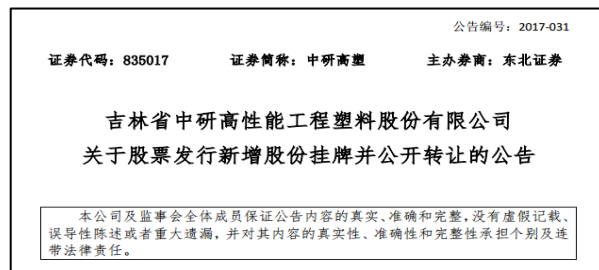 公告编号：2017-031
证券代码：835017 证券简称：中研高塑 主办券商：东北证券
吉林省中研高性能工程塑料股份有限公司
关于股票发行新增股份挂牌并公开转让的公告
本公司及监事会全体成员保证公告内容的真实、准确和完整，没有虚假记载、
误导性陈述或者重大遗漏，并对其内容的真实性、准确性和完整性承担个别及连
带法律责任。